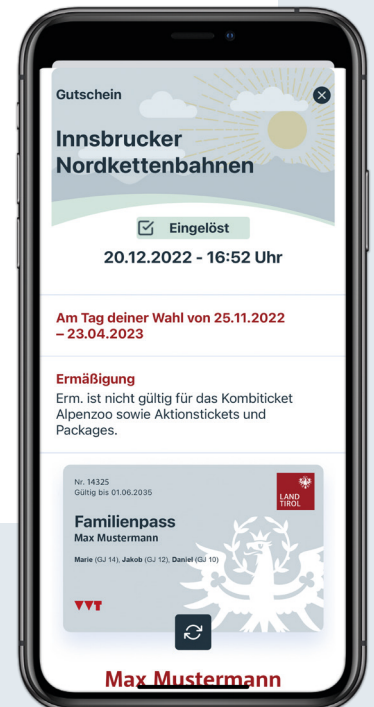 Gutschein
Innsbrucker
Nordkettenbahnen
Eingelöst
20.12.2022 - 16:52 Uhr
Am Tag deiner Wahl von 25.11.2022
– 23.04.2023
Ermäßigung
Erm. ist nicht gültig für das Kombiticket
Alpenzoo sowie Aktionstickets und
Packages.
Nr. 14325
Gültig bis 01.06.2035
LAND
TIROL
Familienpass
Max Mustermann
Marie (GJ 14), Jakob (GJ 12), Daniel (GJ 10)
VVT
Max Mustermann